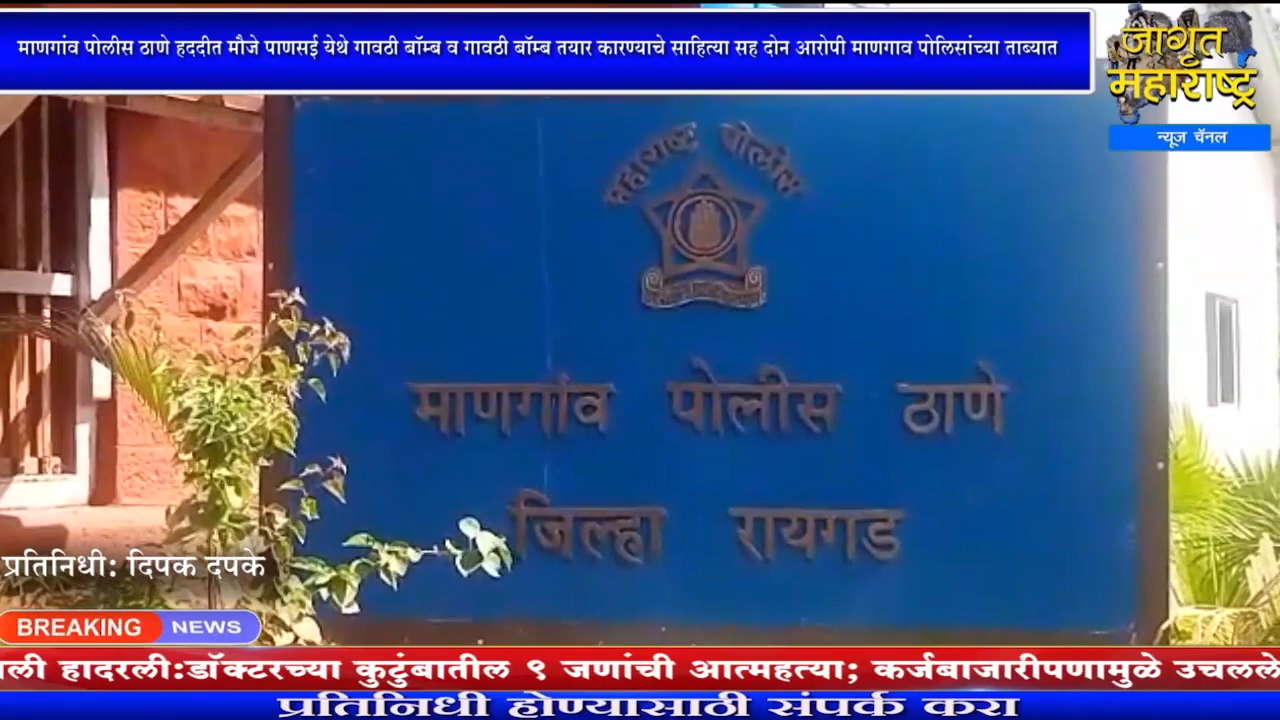 माणगांव पोलीस ठाणे हददीत मौजे पाणसई येथे गावठी बॉम्ब व गावठी बॉम्ब तयार कारण्याचे साहित्या सह दोन आरोपी माणगाव पोलिसांच्या ताब्यात
जागृत
महाराष्ट्र
न्यूज चॅनल
महाराष्ट्र पोलीस
माणगांव पोलीस ठाणे
जिल्हा रायगड
प्रतिनिधी: दिपक दपके
BREAKING NEWS
ली हादरली:डॉक्टरच्या कुटुंबातील ९ जणांची आत्महत्या; कर्जबाजारीपणामुळे उचलले
प्रतिनिधी होण्यासाठी संपर्क करा